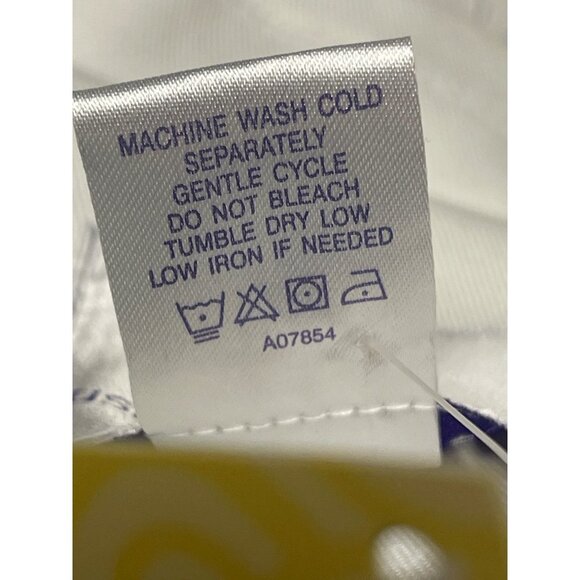 MACHINE WASH COLD
SEPARATELY
GENTLE CYCLE
DO NOT BLEACH
TUMBLE DRY LOW
LOW IRON IF NEEDED
A07854